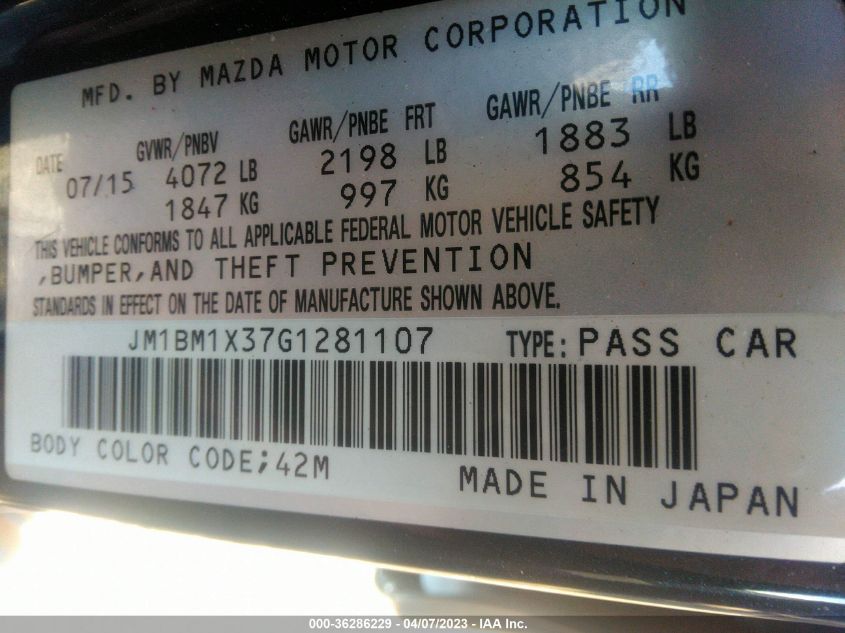 MFD. BY MAZDA MOTOR CORPORATION
DATE GVWR/PNBV GAWR/PNBE FRT GAWR/PNBE RR
07/15 4072 LB 2198 LB 1883 LB
1847 KG 997 KG 854 KG
THIS VEHICLE CONFORMS TO ALL APPLICABLE FEDERAL MOTOR VEHICLE SAFETY
,BUMPER,AND THEFT PREVENTION
STANDARDS IN EFFECT ON THE DATE OF MANUFACTURE SHOWN ABOVE.
JM1BM1X37G1281107 TYPE: PASS CAR
BODY COLOR CODE;42M MADE IN JAPAN
000-36286229 - 04/07/2023 - IAA Inc.